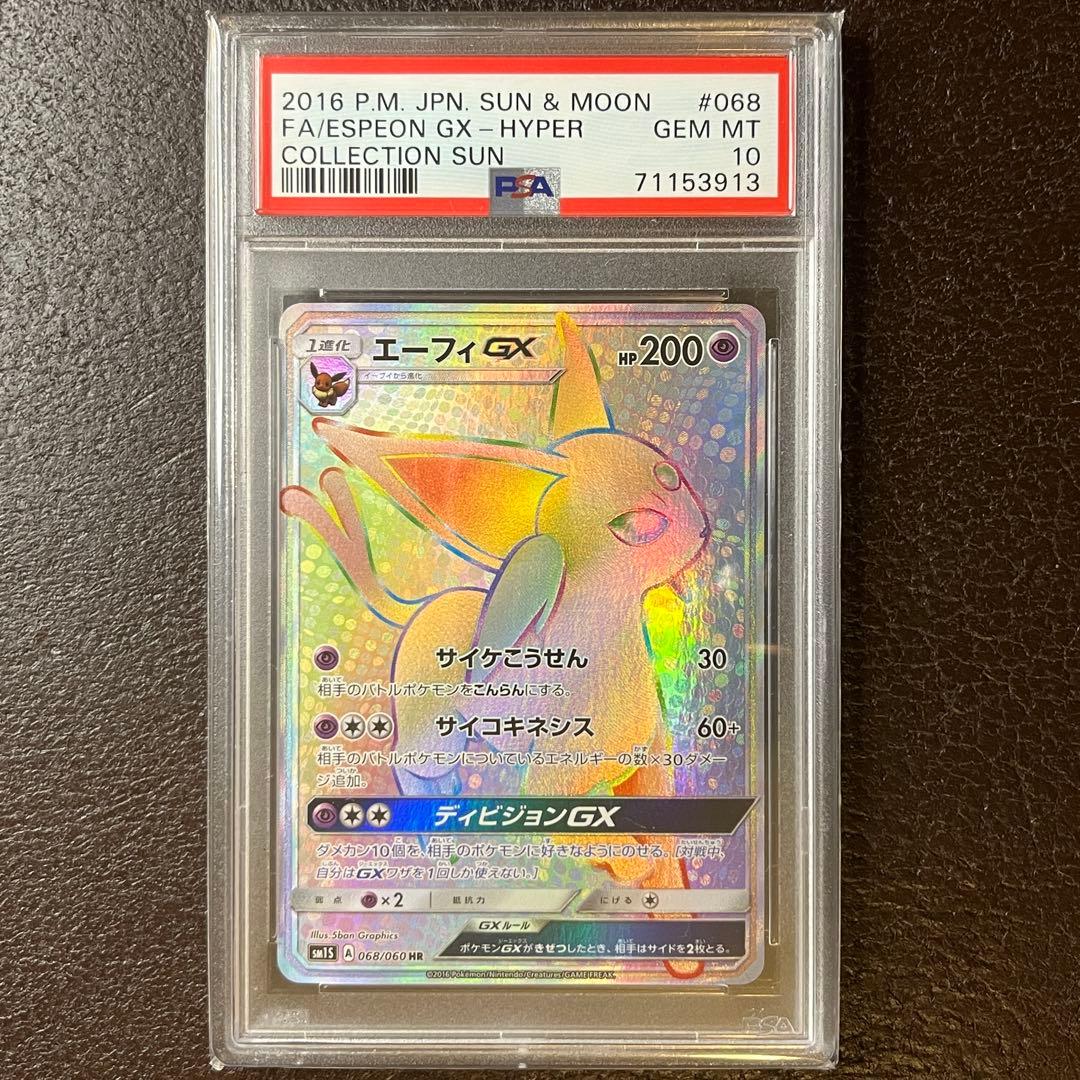 2016 P.M. JPN. SUN & MOON #068
FA/ESPEON GX – HYPER GEM MT
COLLECTION SUN 10
PSA 71153913
1進化 エーフィGX HP200
イーブイから進化
サイケこうせん 30
相手のバトルポケモンをこんらんにする。
サイコキネシス 60+
相手のバトルポケモンについているエネルギーの数×30ダメー
ジ追加。
ディビジョンGX
ダメカン10個を、相手のポケモンに好きなようにのせる。[対戦中、
自分はGXワザを1回しか使えない。]
弱点 ×2 抵抗力 にげる
GXルール
ポケモンGXがきぜつしたとき、相手はサイドを2枚とる。
Illus. 5ban Graphics
SM1S A 068/060 HR
©2016 Pokémon/Nintendo/Creatures/GAME FREAK.
PSA